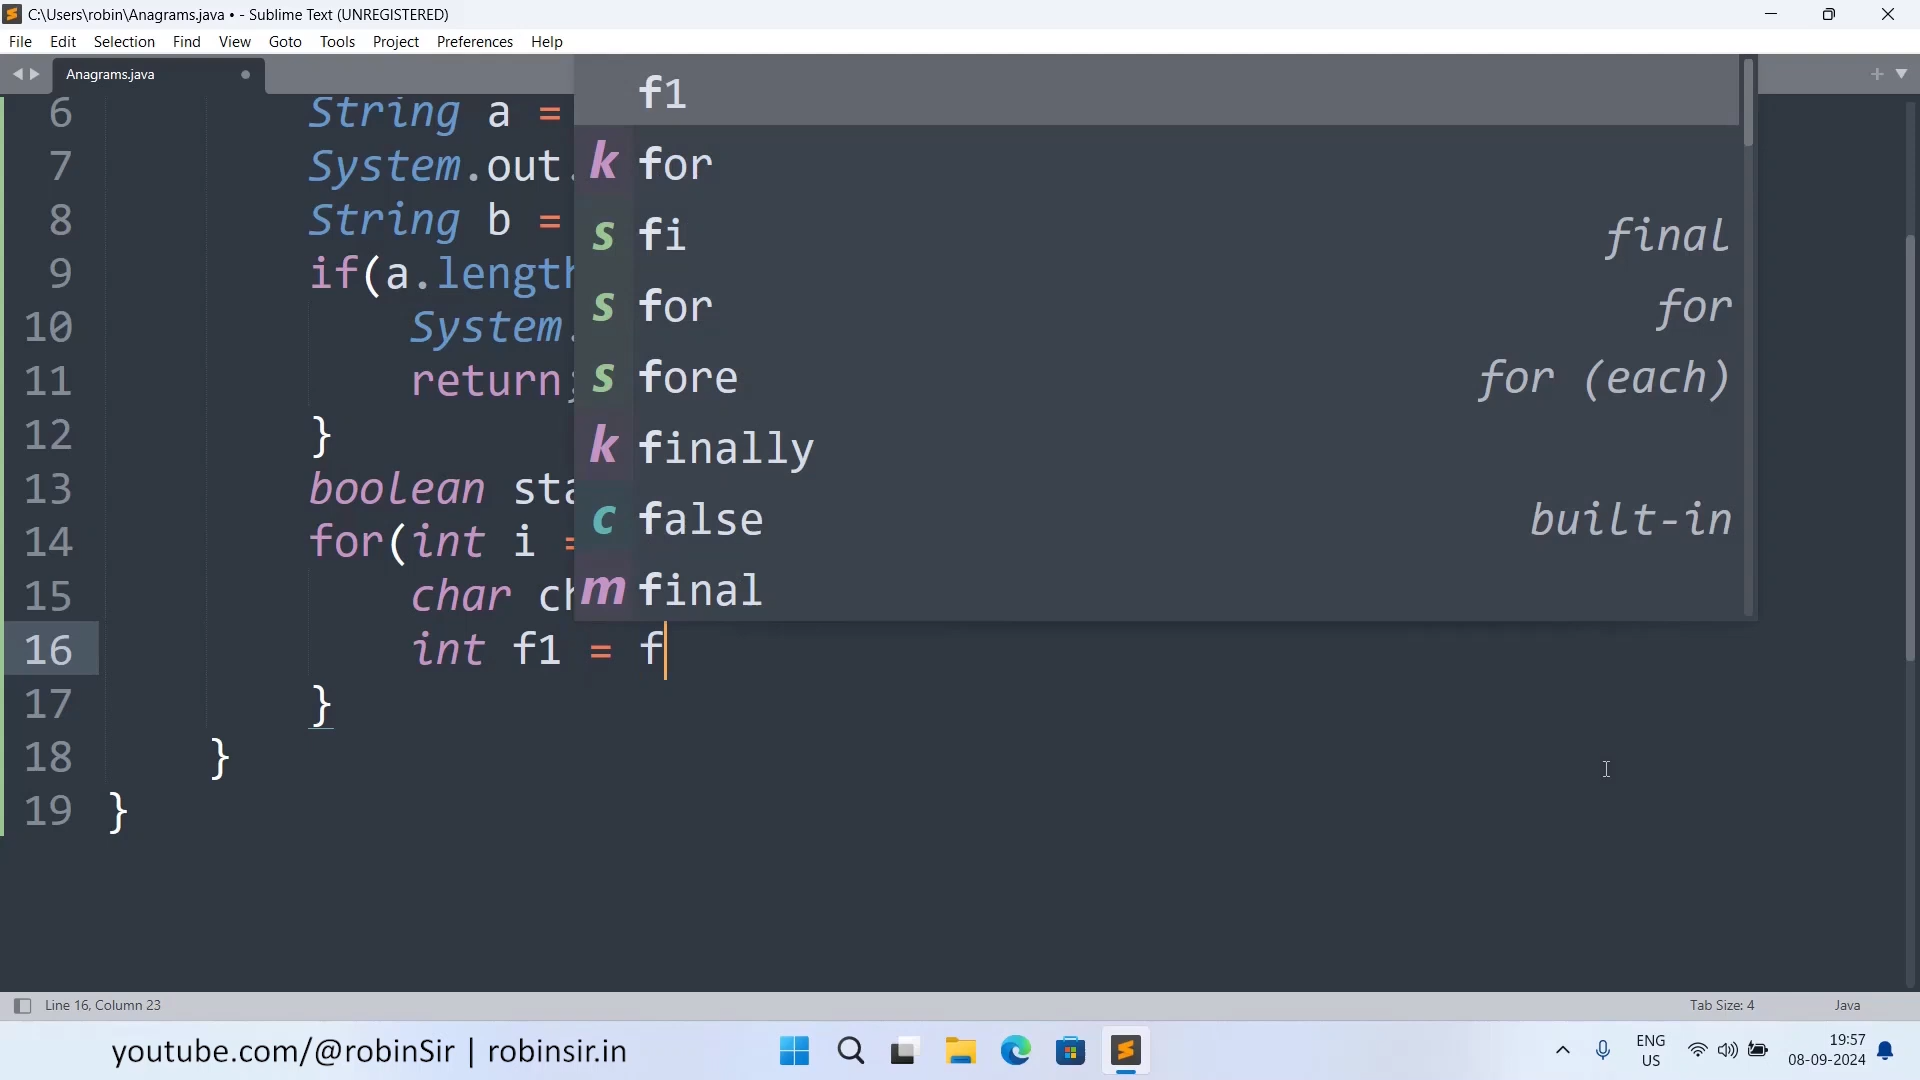 C:\Users\robin\Anagrams.java • - Sublime Text (UNREGISTERED)
File Edit Selection Find View Goto Tools Project Preferences Help
Anagrams.java
6 String a =
7 System.out.
8 String b =
9 if(a.length
10 System.
11 return;
12 }
13 boolean sta
14 for(int i =
15 char ch
16 int f1 = f
17 }
18 }
19 }
f1
k for
s fi final
s for for
s fore for (each)
k finally
c false built-in
m final
Line 16, Column 23 Tab Size: 4 Java
youtube.com/@robinSir | robinsir.in
ENG
US
19:57
08-09-2024